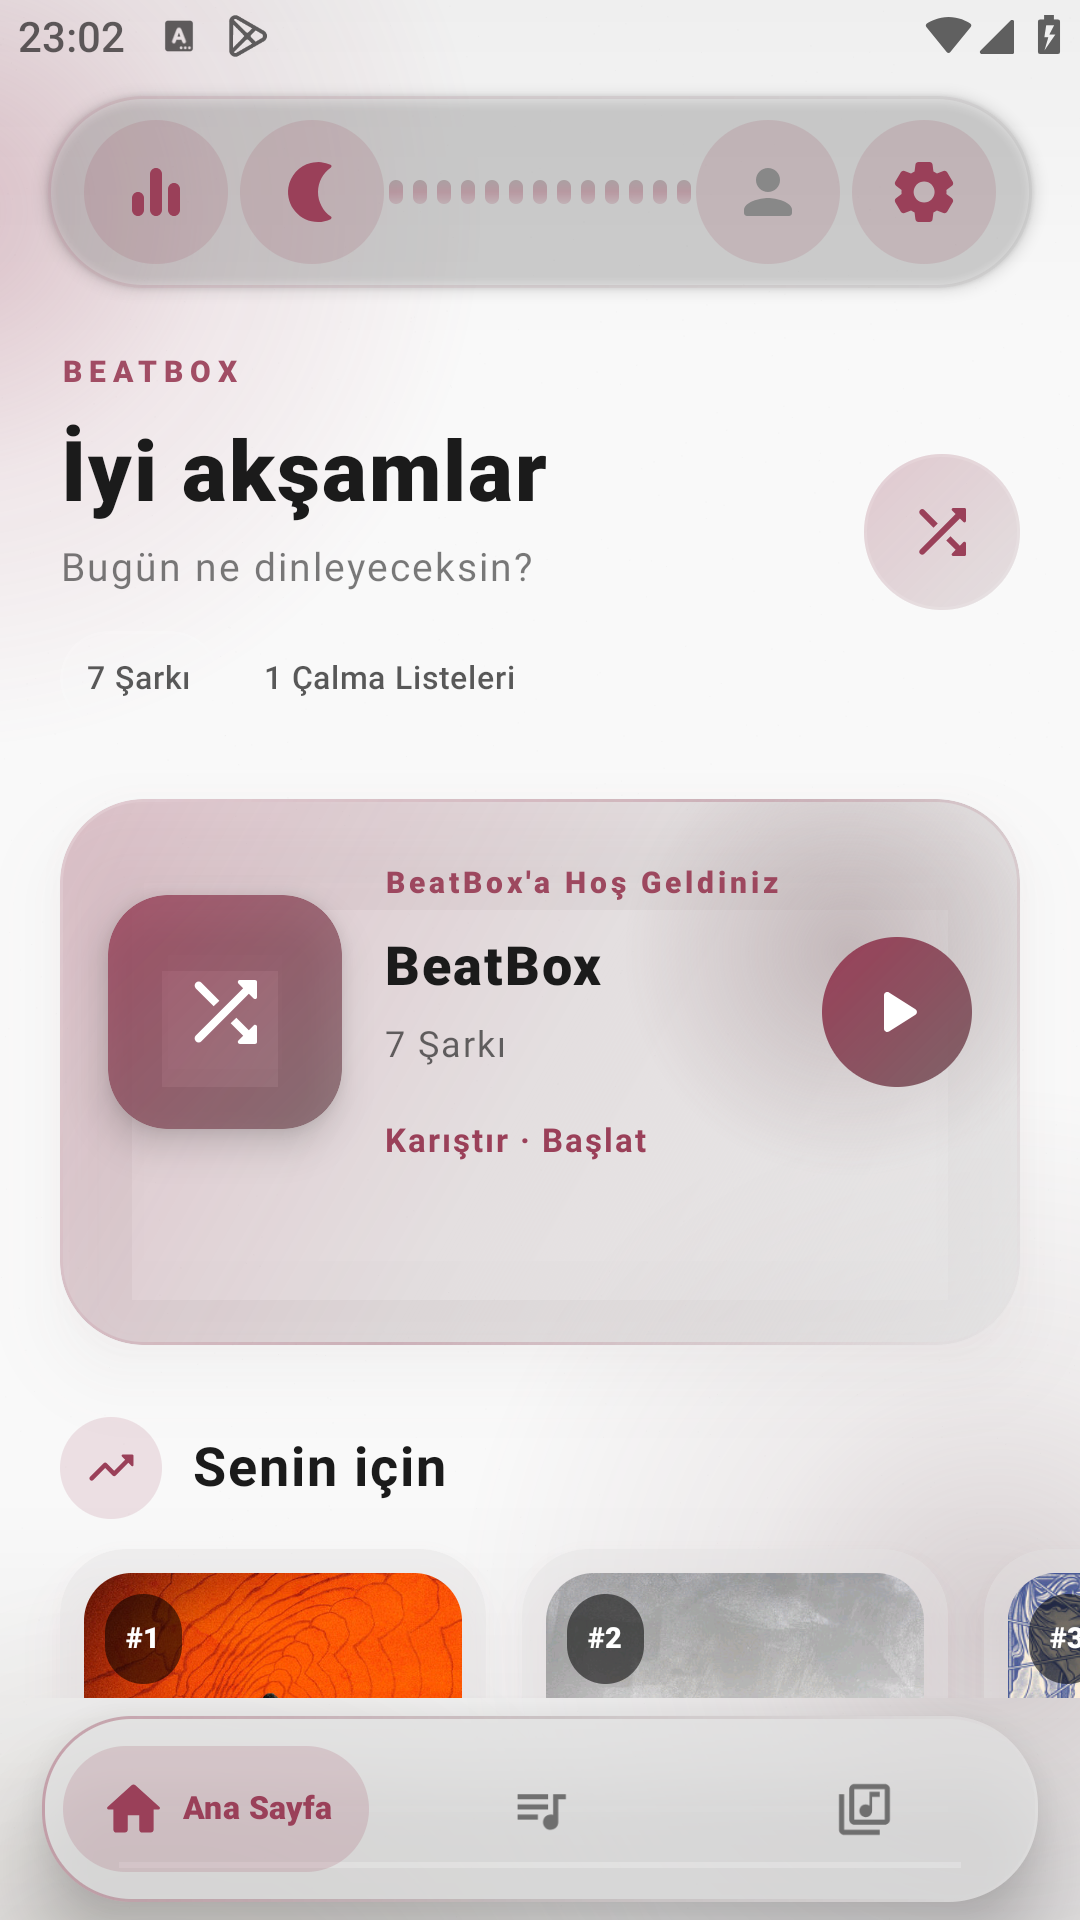 23:02
BEATBOX
İyi akşamlar
Bugün ne dinleyeceksin?
7 Şarkı 1 Çalma Listeleri
BeatBox'a Hoş Geldiniz
BeatBox
7 Şarkı
Karıştır · Başlat
Senin için
#1 #2 #3
Ana Sayfa